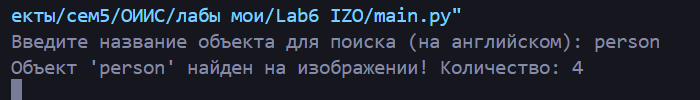 екты/сем5/ОИИС/лабы мои/Lab6 IZO/main.py"
Введите название объекта для поиска (на английском): person
Объект 'person' найден на изображении! Количество: 4